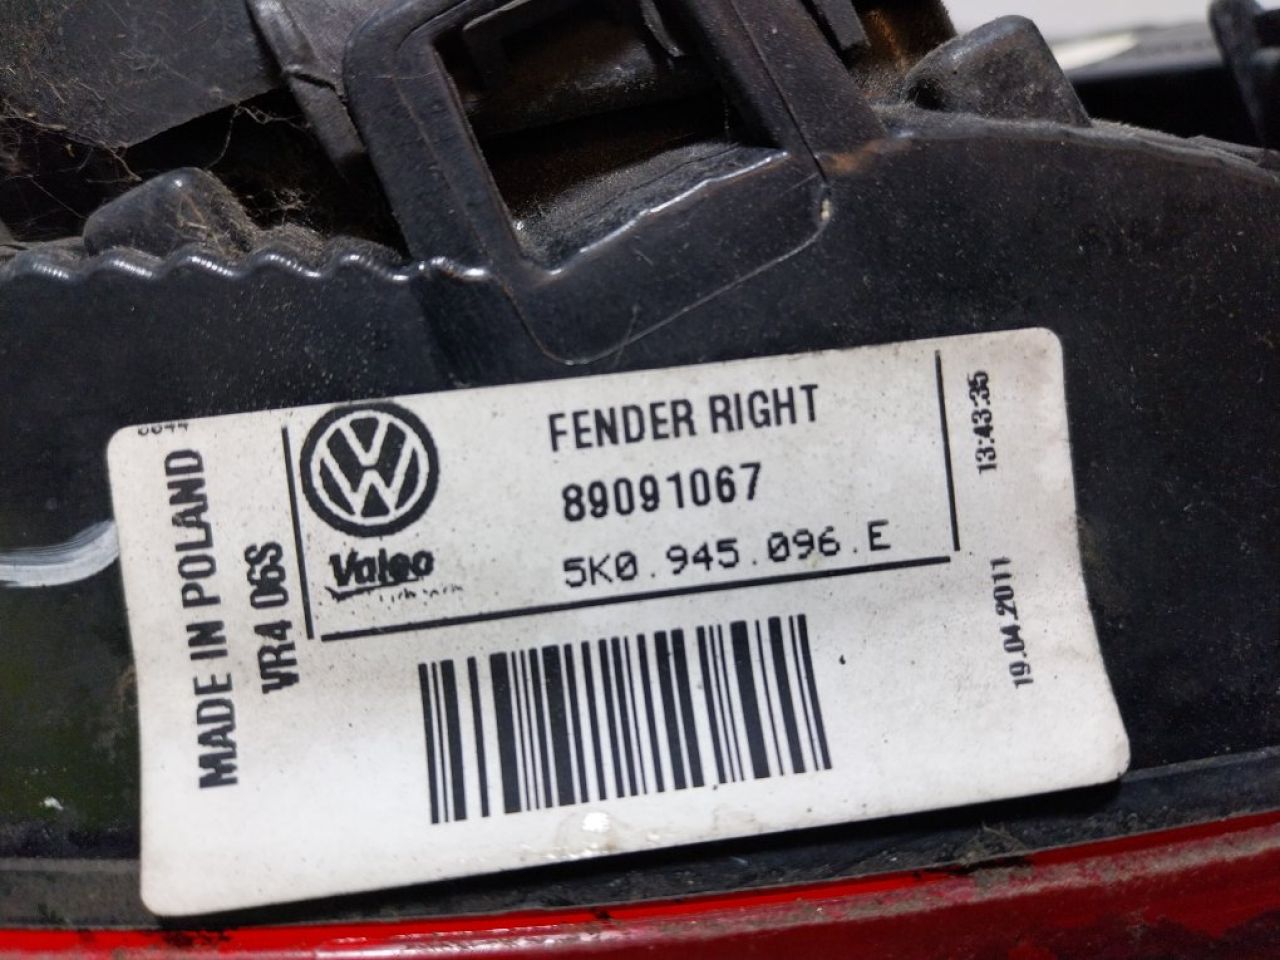 MADE IN POLAND
VR4 06S
FENDER RIGHT
89091067
Valeo
5K0.945.096.E
13:43:35
19.04.2011